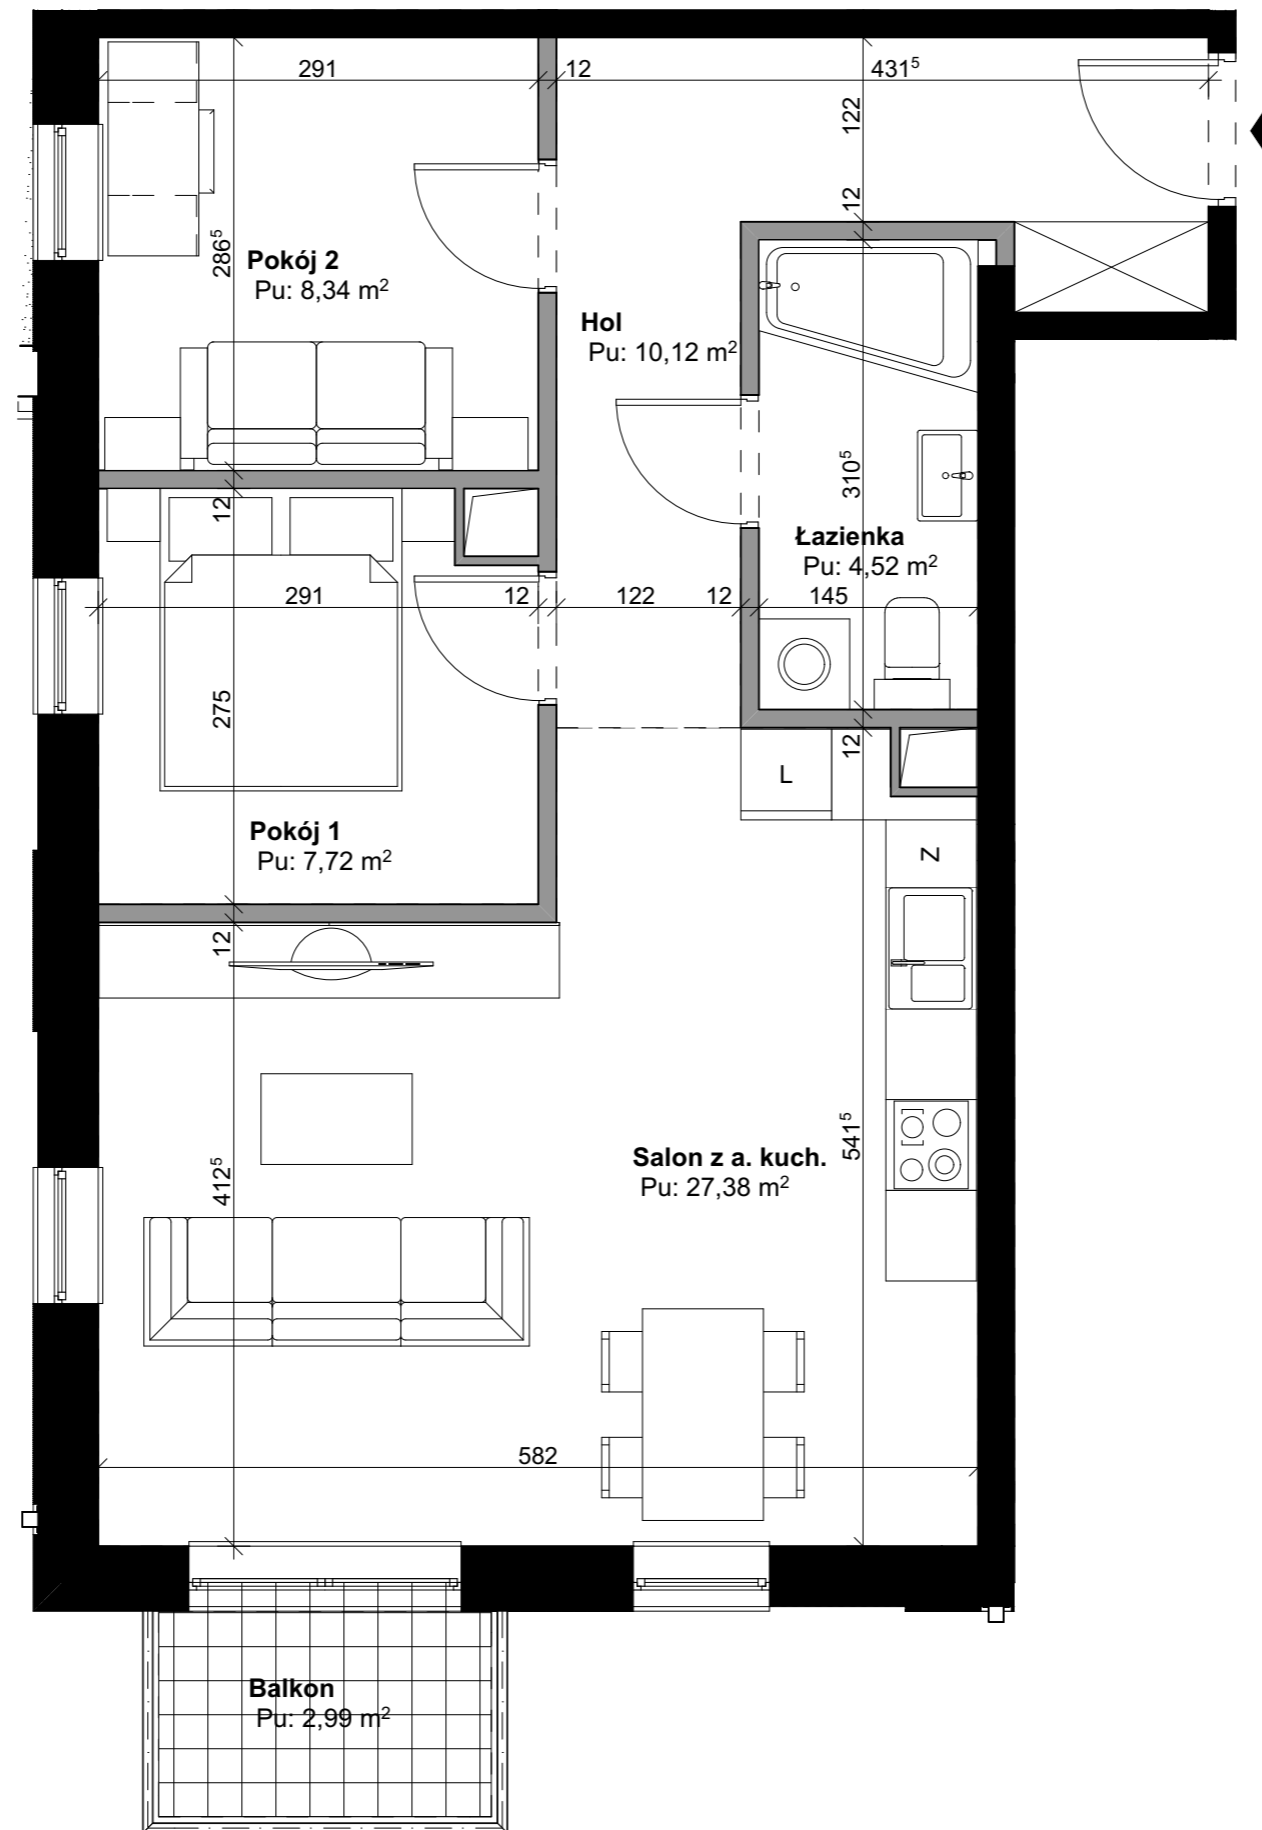 291
12
431⁵
122
12
286⁵
Pokój 2
Pu: 8,34 m²
Hol
Pu: 10,12 m²
310⁵
12
Łazienka
Pu: 4,52 m²
291
12
122
12
145
275
12
L
Pokój 1
Pu: 7,72 m²
Z
12
541⁵
Salon z a. kuch.
Pu: 27,38 m²
412⁵
582
Balkon
Pu: 2,99 m²